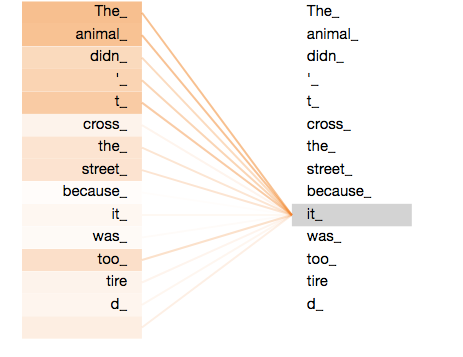 The_ The_
animal_ animal_
didn_ didn_
'_ '_
t_ t_
cross_ cross_
the_ the_
street_ street_
because_ because_
it_ it_
was_ was_
too_ too_
tire tire
d_ d_